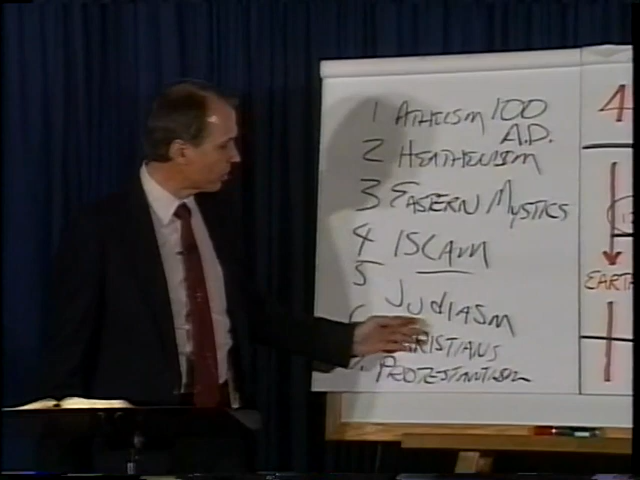 1 ATHEISM 100
A.D.
2 HEATHENISM
3 EASTERN MYSTICS
4 ISLAM
5 JUDIASM
CHRISTIANS
PROTESTANTISM
4
EARTH